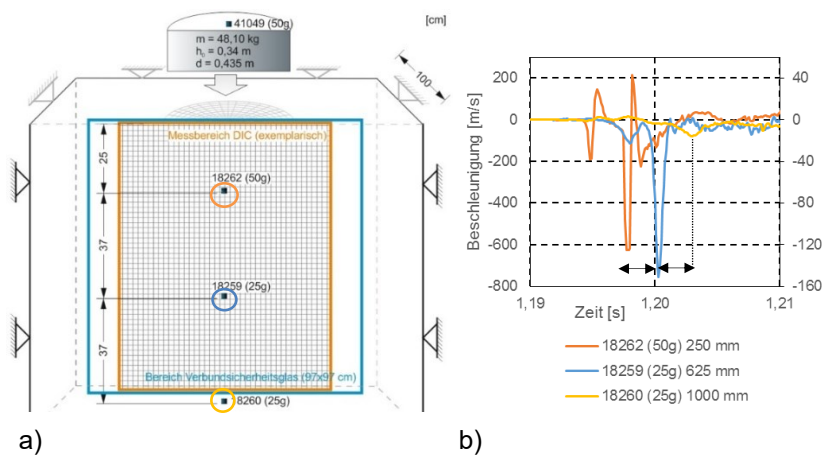 41049 (50g)
[cm]
m = 48,10 kg
h₀ = 0,34 m
d = 0,435 m
100
Messbereich DIC (exemplarisch)
25
18262 (50g)
37
18259 (25g)
37
Bereich Verbundsicherheitsglas (97x97 cm)
8260 (25g)
a)
Beschleunigung [m/s]
200
0
-200
-400
-600
-800
40
0
-40
-80
-120
-160
1,19
1,20
1,21
Zeit [s]
18262 (50g) 250 mm
18259 (25g) 625 mm
18260 (25g) 1000 mm
b)